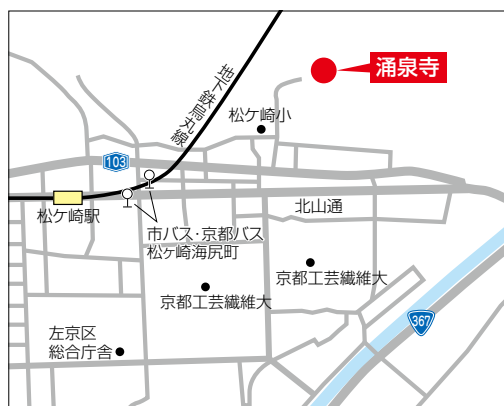 涌泉寺
地下鉄烏丸線
松ケ崎小
103
北山通
松ケ崎駅
市バス・京都バス
松ケ崎海尻町
京都工芸繊維大
京都工芸繊維大
367
左京区
総合庁舎